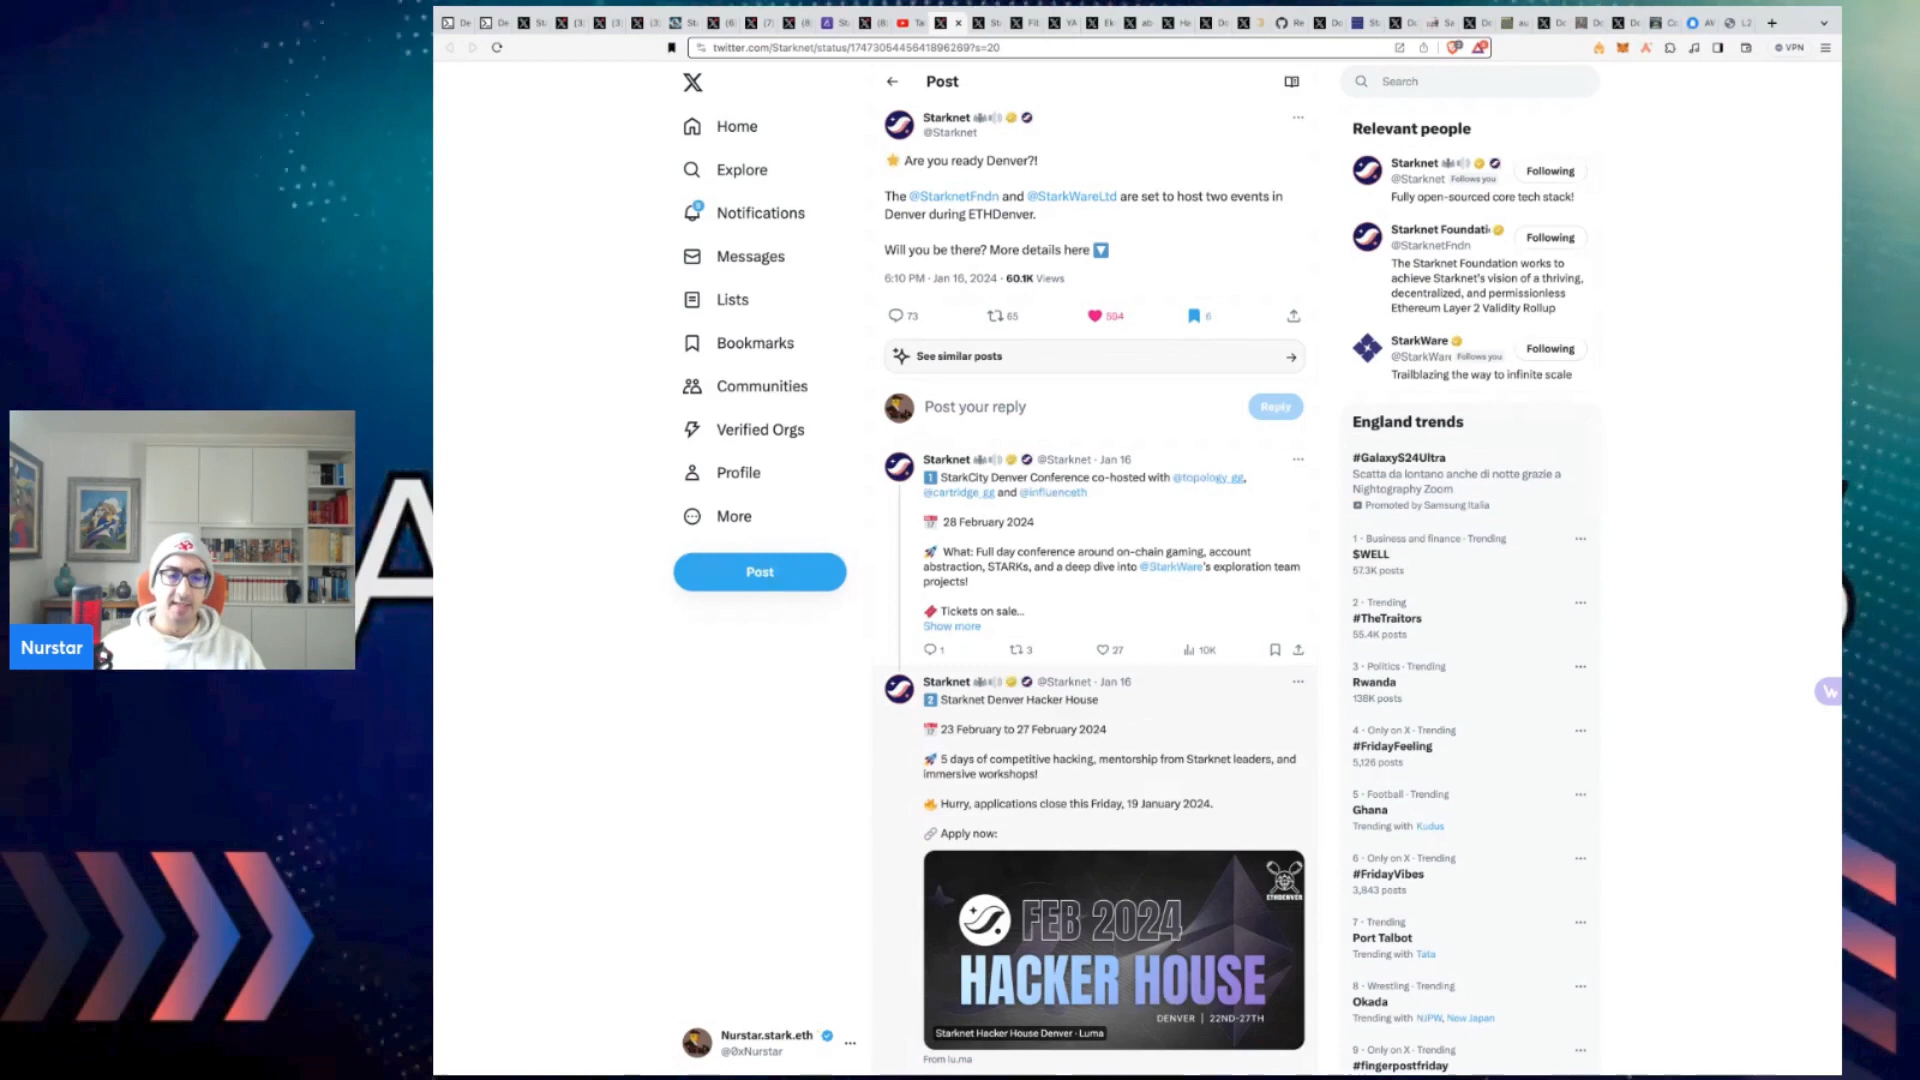 twitter.com/Starknet/status/1747305445641896269?s=20
VPN
Home
Explore
Notifications
Messages
Lists
Bookmarks
Communities
Verified Orgs
Profile
More
Post
Nurstar.stark.eth
@0xNurstar
Post
Starknet
@Starknet
Are you ready Denver?!
The @StarknetFndn and @StarkWareLtd are set to host two events in
Denver during ETHDenver.
Will you be there? More details here
6:10 PM · Jan 16, 2024 · 60.1K Views
73 65 594 6
See similar posts
Post your reply
Reply
Starknet @Starknet · Jan 16
1 StarkCity Denver Conference co-hosted with @topology_gg,
@cartridge_gg and @influenceth
28 February 2024
What: Full day conference around on-chain gaming, account
abstraction, STARKs, and a deep dive into @StarkWare's exploration team
projects!
Tickets on sale...
Show more
1 3 27 10K
Starknet @Starknet · Jan 16
2 Starknet Denver Hacker House
23 February to 27 February 2024
5 days of competitive hacking, mentorship from Starknet leaders, and
immersive workshops!
Hurry, applications close this Friday, 19 January 2024.
Apply now:
ETHDENVER
FEB 2024
HACKER HOUSE
DENVER | 22ND-27TH
Starknet Hacker House Denver · Luma
From lu.ma
Search
Relevant people
Starknet
@Starknet Follows you
Following
Fully open-sourced core tech stack!
Starknet Foundati
@StarknetFndn
Following
The Starknet Foundation works to
achieve Starknet's vision of a thriving,
decentralized, and permissionless
Ethereum Layer 2 Validity Rollup
StarkWare
@StarkWare Follows you
Following
Trailblazing the way to infinite scale
England trends
#GalaxyS24Ultra
Scatta da lontano anche di notte grazie a
Nightography Zoom
Promoted by Samsung Italia
1 · Business and finance · Trending
$WELL
57.3K posts
2 · Trending
#TheTraitors
55.4K posts
3 · Politics · Trending
Rwanda
138K posts
4 · Only on X · Trending
#FridayFeeling
5,126 posts
5 · Football · Trending
Ghana
Trending with Kudus
6 · Only on X · Trending
#FridayVibes
3,843 posts
7 · Trending
Port Talbot
Trending with Tata
8 · Wrestling · Trending
Okada
Trending with NJPW, New Japan
9 · Only on X · Trending
#fingerpostfriday
Nurstar